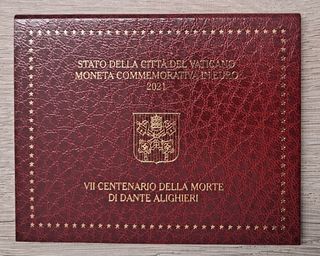 STATO DELLA CITTÀ DEL VATICANO
MONETA COMMEMORATIVA IN EURO
2021
VII CENTENARIO DELLA MORTE
DI DANTE ALIGHIERI